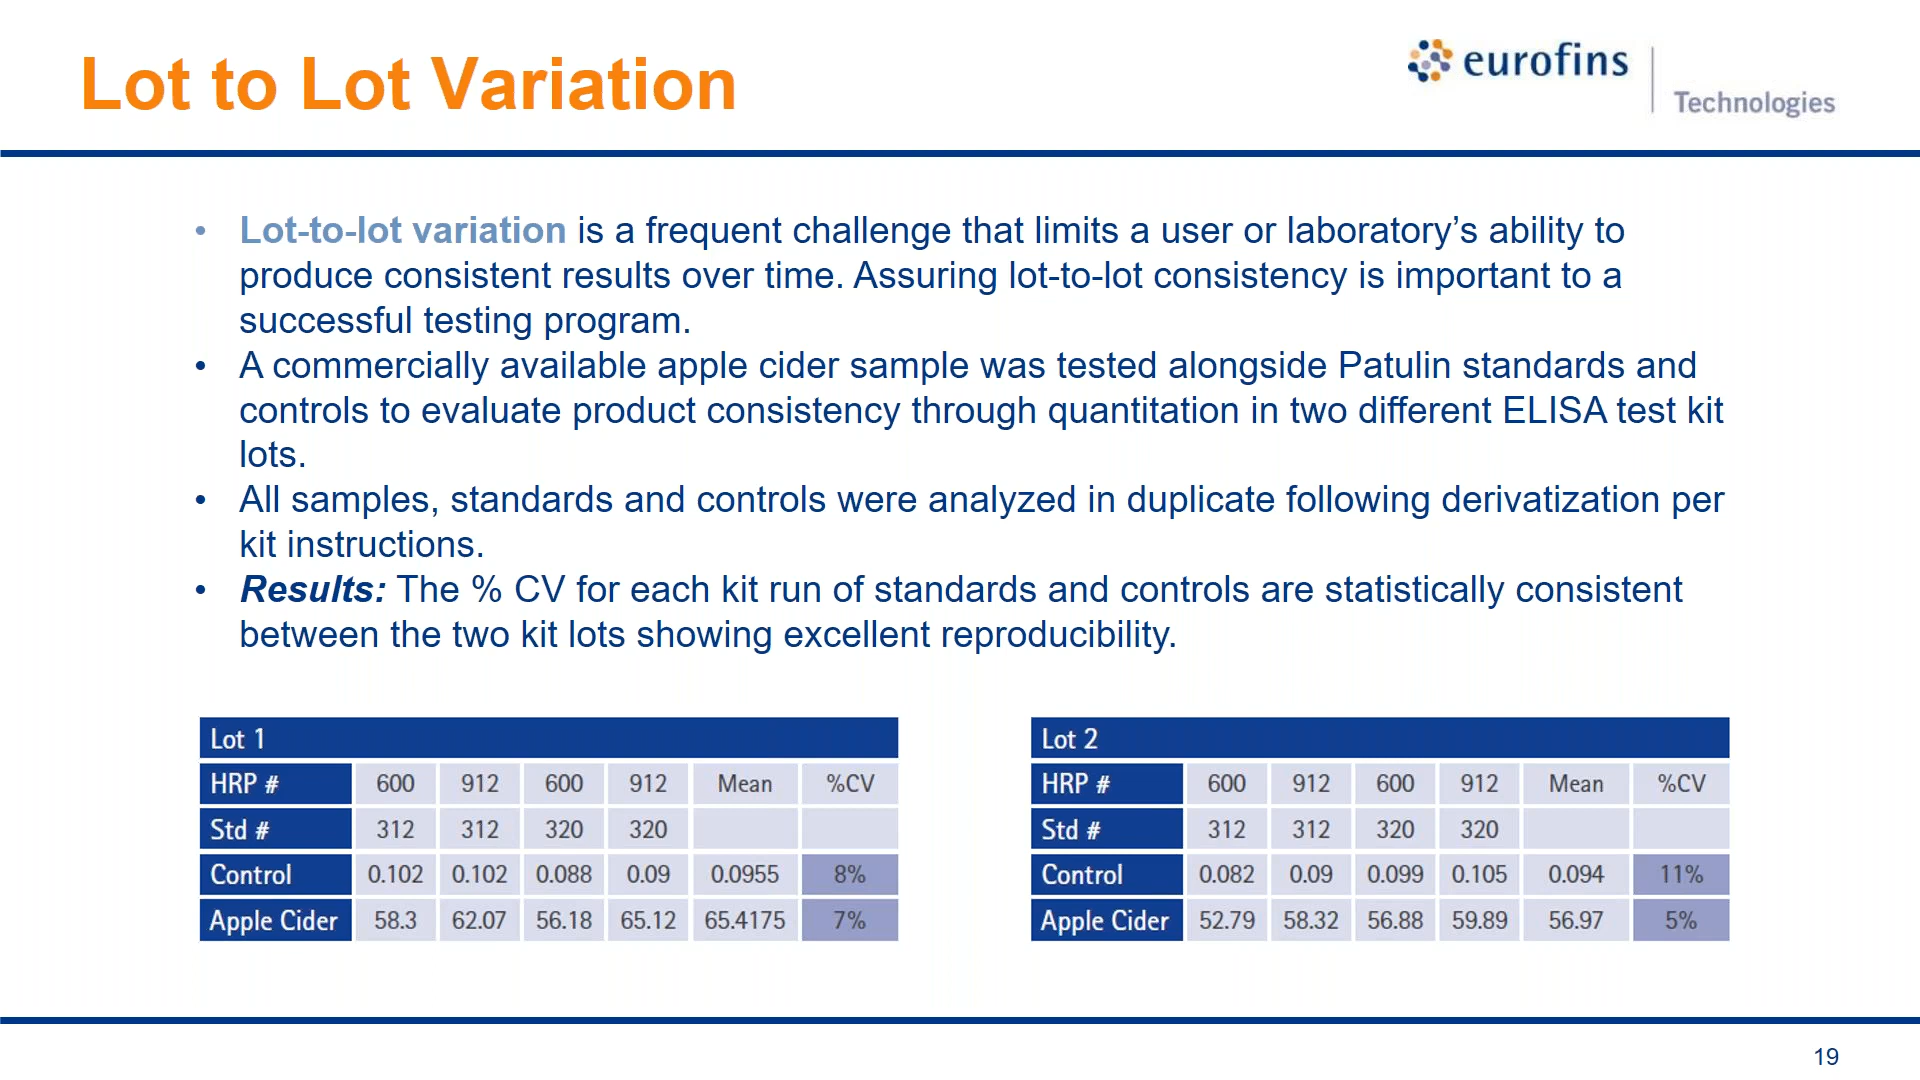 Lot to Lot Variation
eurofins
Technologies
• Lot-to-lot variation is a frequent challenge that limits a user or laboratory’s ability to
produce consistent results over time. Assuring lot-to-lot consistency is important to a
successful testing program.
• A commercially available apple cider sample was tested alongside Patulin standards and
controls to evaluate product consistency through quantitation in two different ELISA test kit
lots.
• All samples, standards and controls were analyzed in duplicate following derivatization per
kit instructions.
• Results: The % CV for each kit run of standards and controls are statistically consistent
between the two kit lots showing excellent reproducibility.
Lot 1
HRP # 600 912 600 912 Mean %CV
Std # 312 312 320 320
Control 0.102 0.102 0.088 0.09 0.0955 8%
Apple Cider 58.3 62.07 56.18 65.12 65.4175 7%
Lot 2
HRP # 600 912 600 912 Mean %CV
Std # 312 312 320 320
Control 0.082 0.09 0.099 0.105 0.094 11%
Apple Cider 52.79 58.32 56.88 59.89 56.97 5%
19